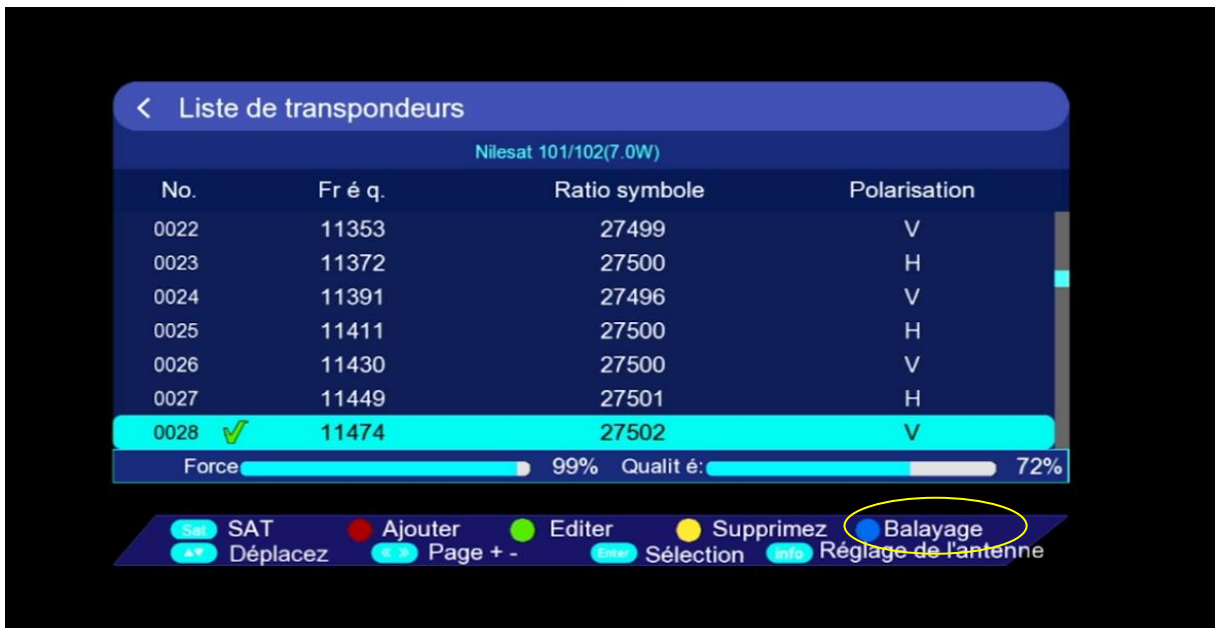 < Liste de transpondeurs
Nilesat 101/102(7.0W)
No. Fr é q. Ratio symbole Polarisation
0022 11353 27499 V
0023 11372 27500 H
0024 11391 27496 V
0025 11411 27500 H
0026 11430 27500 V
0027 11449 27501 H
0028 11474 27502 V
Force 99% Qualit é: 72%
Sat SAT Ajouter Editer Supprimez Balayage
Déplacez Page + - Enter Sélection info Réglage de l'antenne